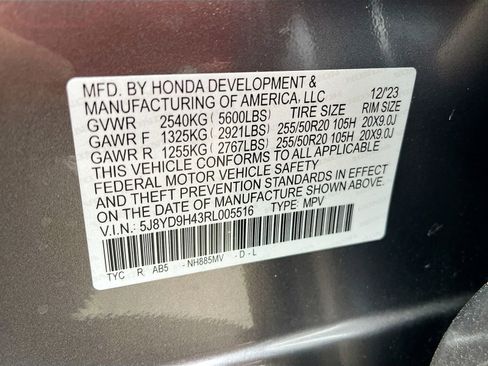 MFD. BY HONDA DEVELOPMENT &
MANUFACTURING OF AMERICA, LLC 12/'23
GVWR 2540KG( 5600LBS) TIRE SIZE RIM SIZE
GAWR F 1325KG( 2921LBS) 255/50R20 105H 20X9.0J
GAWR R 1255KG( 2767LBS) 255/50R20 105H 20X9.0J
THIS VEHICLE CONFORMS TO ALL APPLICABLE
FEDERAL MOTOR VEHICLE SAFETY
AND THEFT PREVENTION STANDARDS IN EFFECT
ON THE DATE OF MANUFACTURE SHOWN ABOVE.
V.I.N.: 5J8YD9H43RL005516 TYPE: MPV
TYC R AB5 - NH885MV - D - L